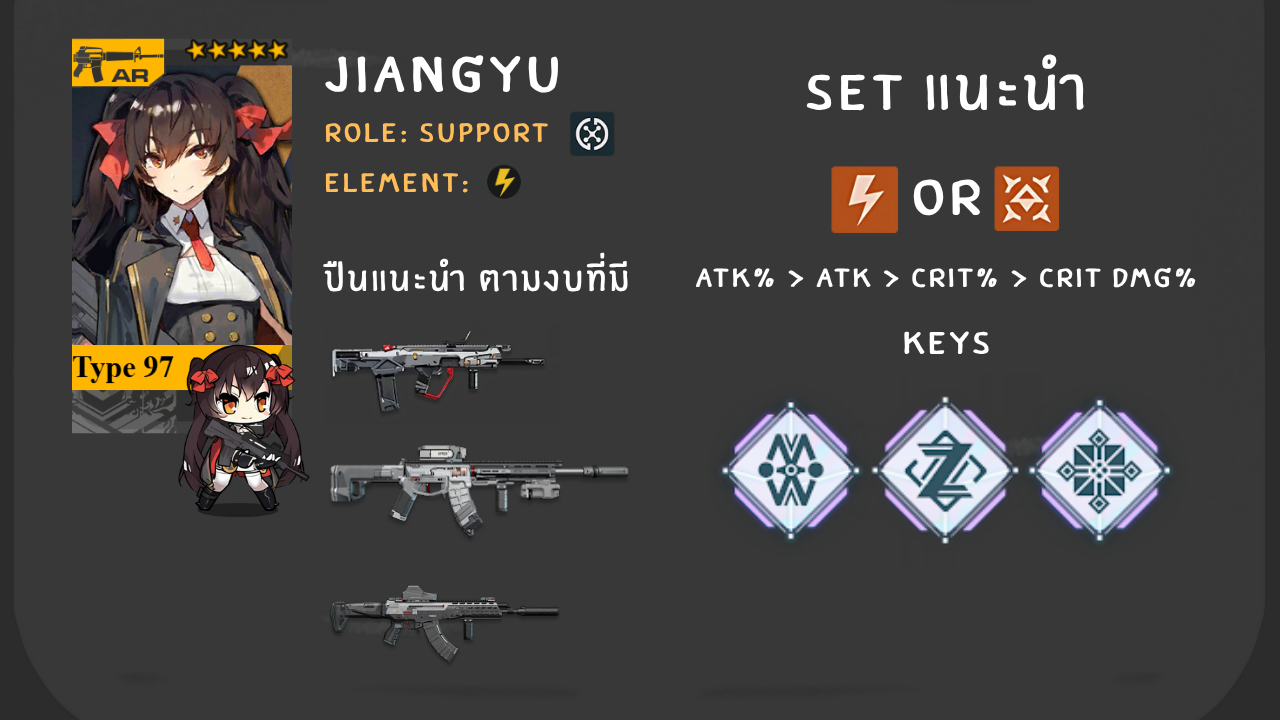 AR
Type 97
JIANGYU
ROLE: SUPPORT
ELEMENT:
ปืนแนะนำ ตามงบที่มี
SET แนะนำ
OR
ATK% > ATK > CRIT% > CRIT DMG%
KEYS